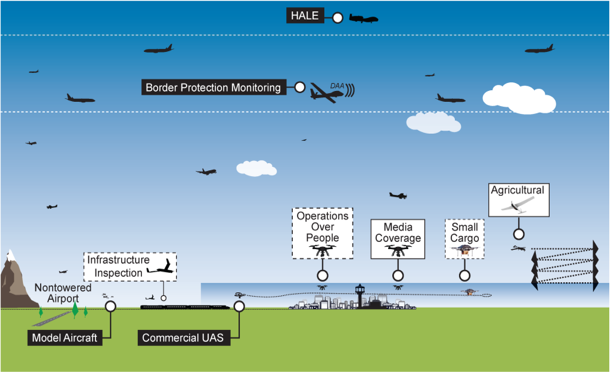 HALE
Border Protection Monitoring
DAA
Agricultural
Operations
Over
People
Media
Coverage
Small
Cargo
Infrastructure
Inspection
Nontowered
Airport
Model Aircraft
Commercial UAS